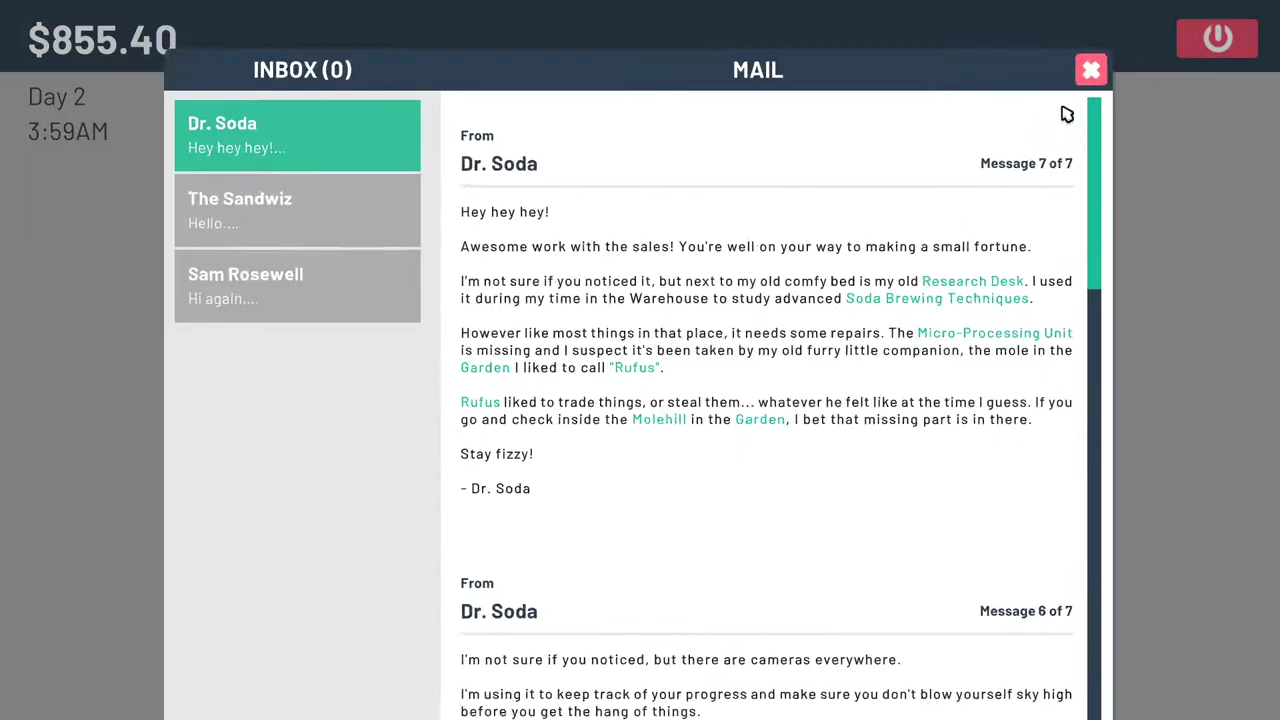 $855.40
Day 2
3:59AM
INBOX (0)
MAIL
Dr. Soda
Hey hey hey!...
The Sandwiz
Hello....
Sam Rosewell
Hi again,...
From
Dr. Soda
Message 7 of 7
Hey hey hey!
Awesome work with the sales! You're well on your way to making a small fortune.
I'm not sure if you noticed it, but next to my old comfy bed is my old Research Desk. I used
it during my time in the Warehouse to study advanced Soda Brewing Techniques.
However like most things in that place, it needs some repairs. The Micro-Processing Unit
is missing and I suspect it's been taken by my old furry little companion, the mole in the
Garden I liked to call "Rufus".
Rufus liked to trade things, or steal them... whatever he felt like at the time I guess. If you
go and check inside the Molehill in the Garden, I bet that missing part is in there.
Stay fizzy!
- Dr. Soda
From
Dr. Soda
Message 6 of 7
I'm not sure if you noticed, but there are cameras everywhere.
I'm using it to keep track of your progress and make sure you don't blow yourself sky high
before you get the hang of things.